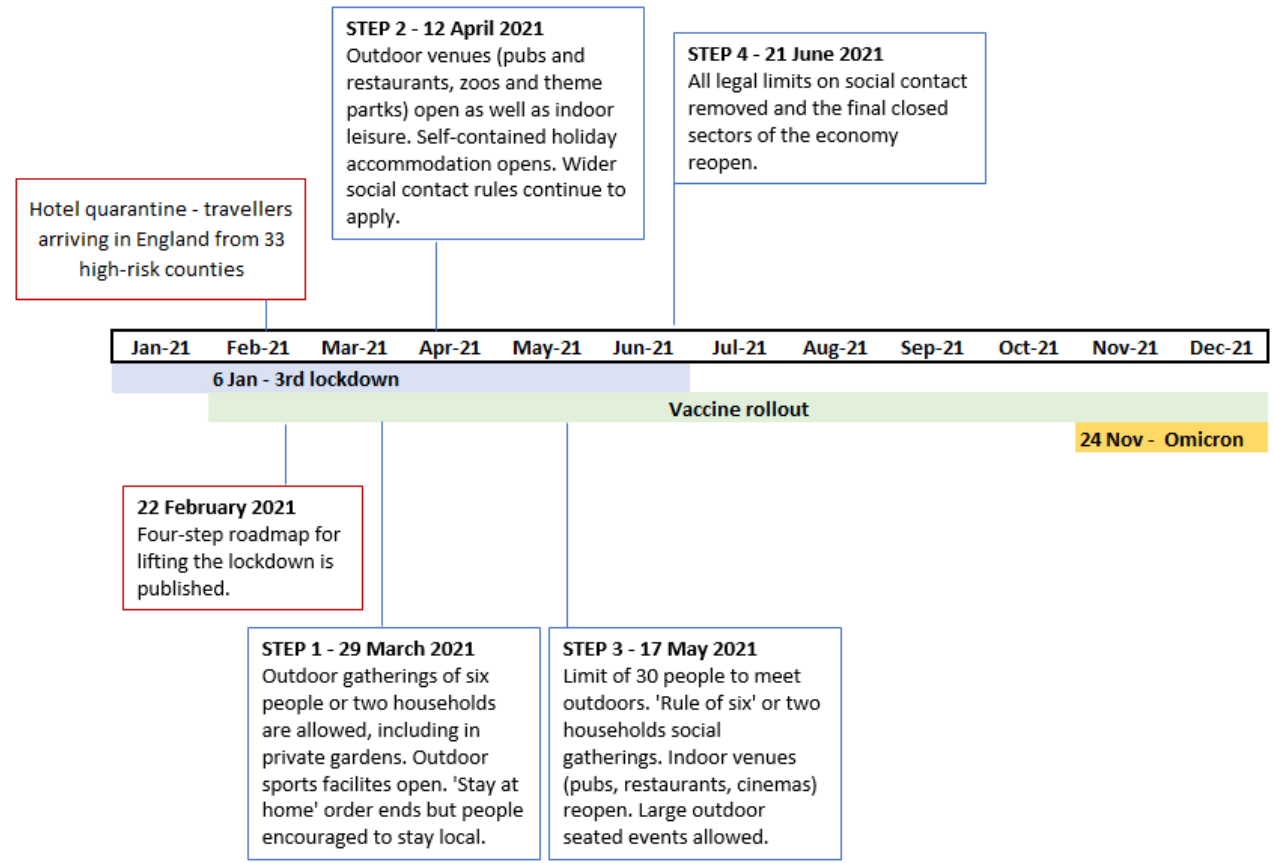 STEP 2 - 12 April 2021
Outdoor venues (pubs and
restaurants, zoos and theme
partks) open as well as indoor
leisure. Self-contained holiday
accommodation opens. Wider
social contact rules continue to
apply.
STEP 4 - 21 June 2021
All legal limits on social contact
removed and the final closed
sectors of the economy
reopen.
Hotel quarantine - travellers
arriving in England from 33
high-risk counties
Jan-21 Feb-21 Mar-21 Apr-21 May-21 Jun-21 Jul-21 Aug-21 Sep-21 Oct-21 Nov-21 Dec-21
6 Jan - 3rd lockdown
Vaccine rollout
24 Nov - Omicron
22 February 2021
Four-step roadmap for
lifting the lockdown is
published.
STEP 1 - 29 March 2021
Outdoor gatherings of six
people or two households
are allowed, including in
private gardens. Outdoor
sports facilites open. 'Stay at
home' order ends but people
encouraged to stay local.
STEP 3 - 17 May 2021
Limit of 30 people to meet
outdoors. 'Rule of six' or two
households social
gatherings. Indoor venues
(pubs, restaurants, cinemas)
reopen. Large outdoor
seated events allowed.